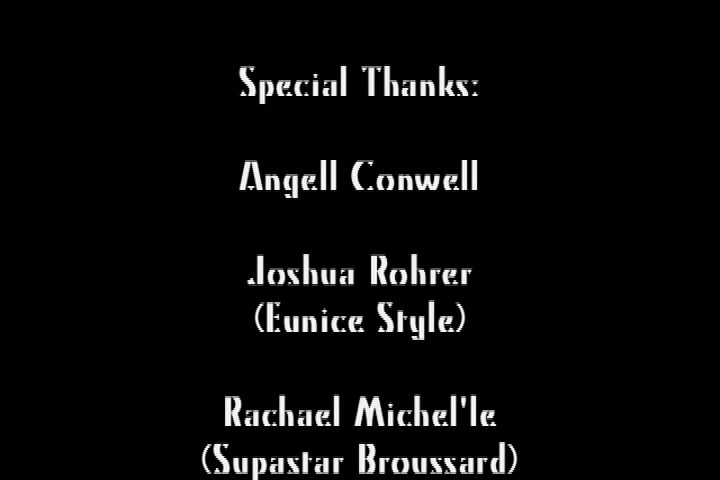 Special Thanks:
Angell Conwell
Joshua Rohrer
(Eunice Style)
Rachael Michel'le
(Supastar Broussard)